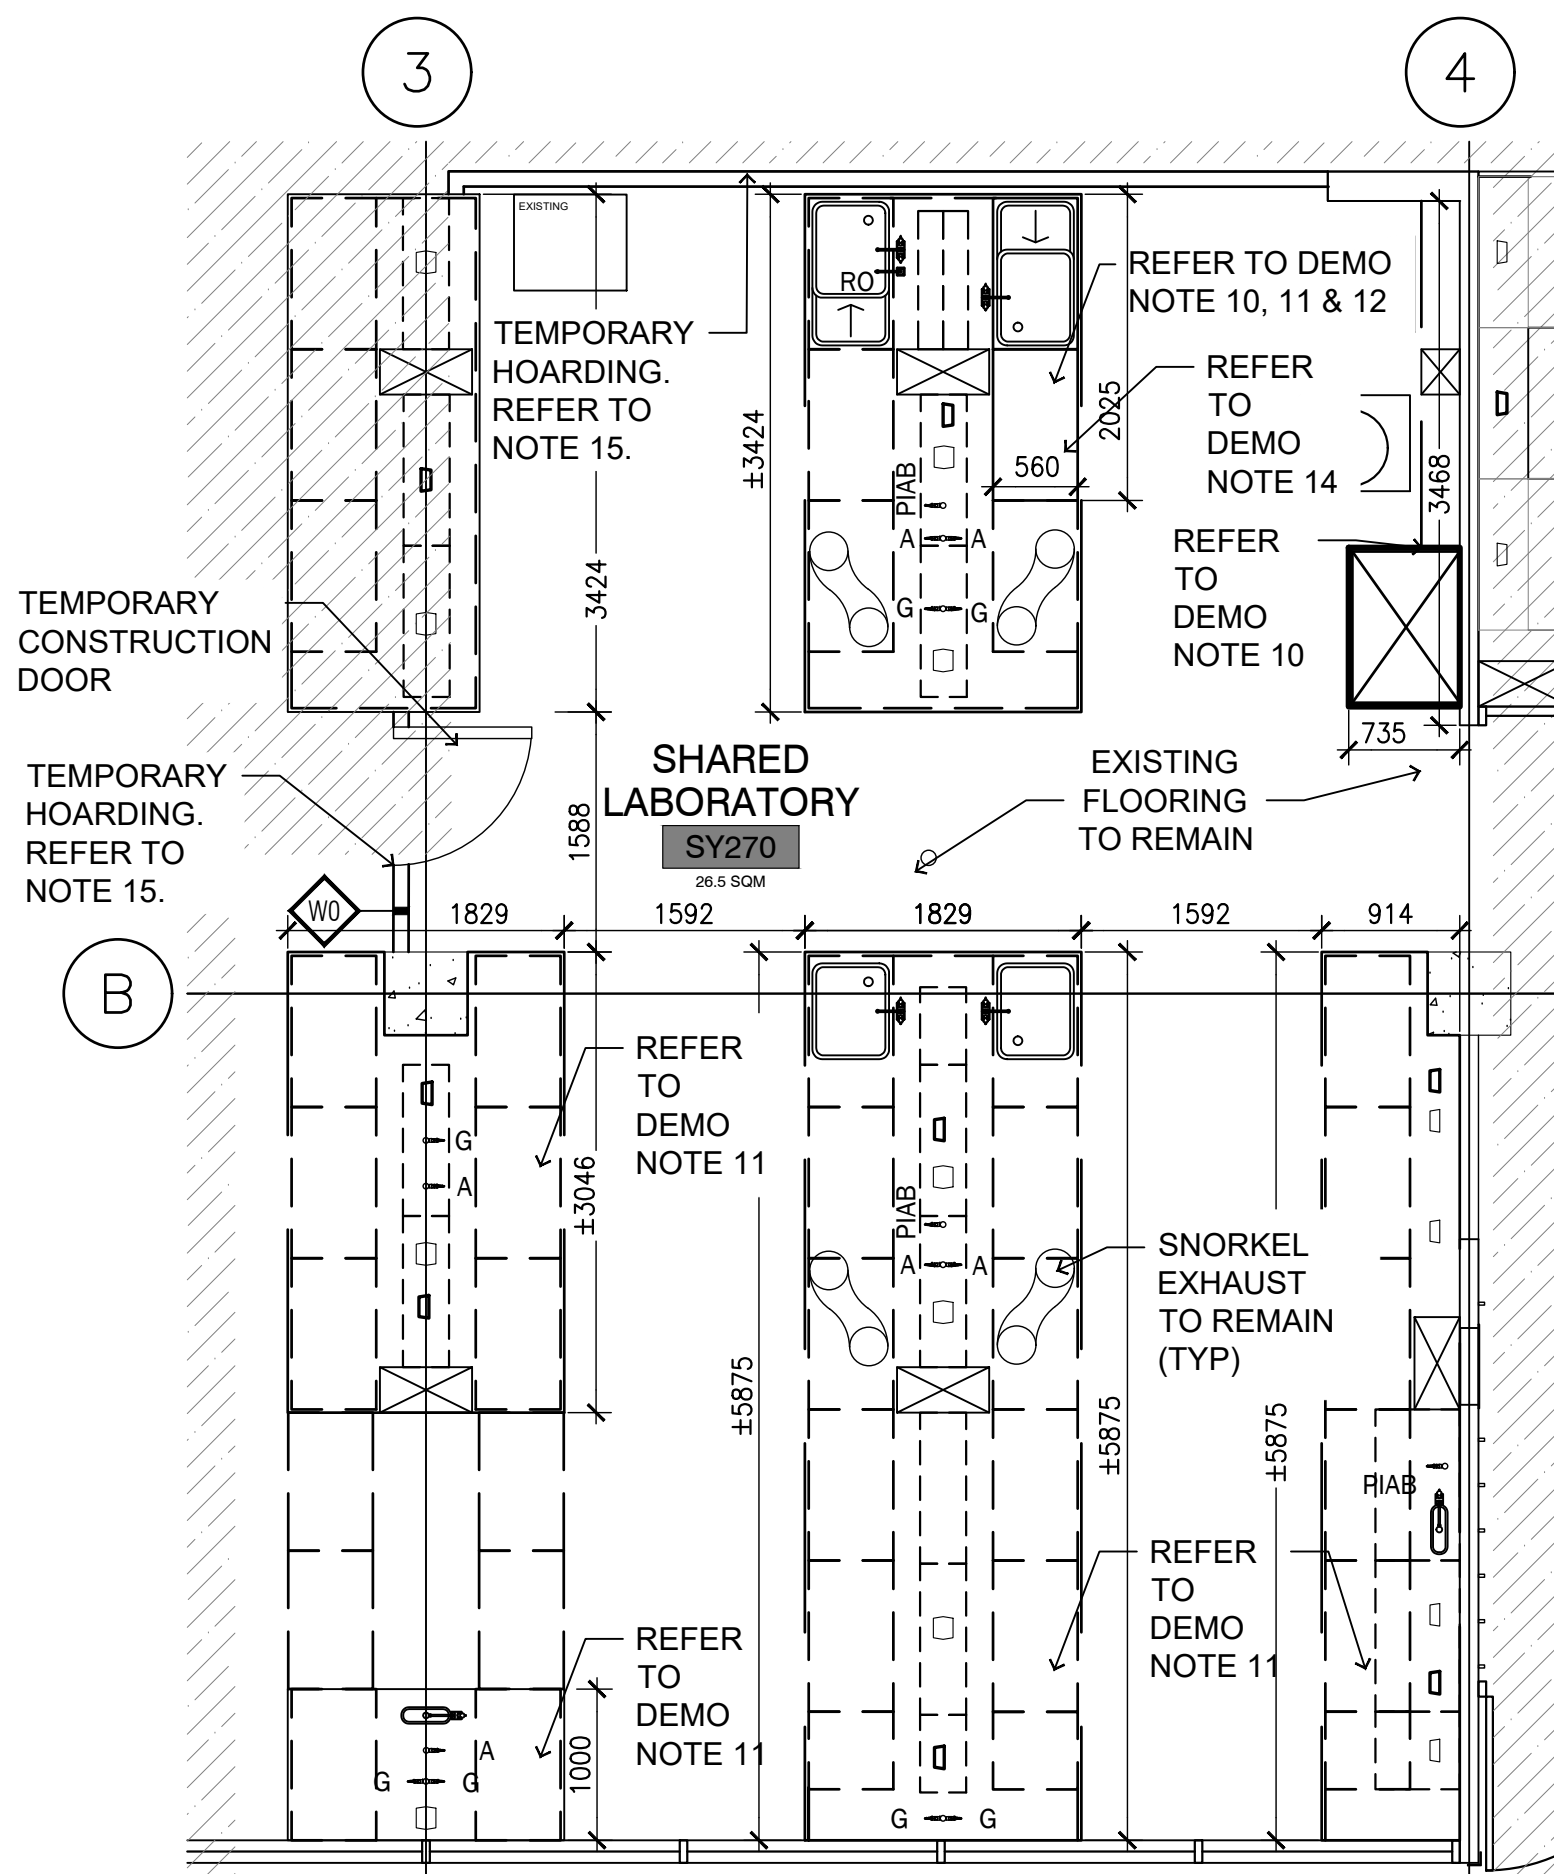 3
4
EXISTING
TEMPORARY
HOARDING.
REFER TO
NOTE 15.
RO
REFER TO DEMO
NOTE 10, 11 & 12
REFER
TO
DEMO
NOTE 14
±3424
2025
560
PIAB
A
A
G
G
3468
3424
REFER
TO
DEMO
NOTE 10
735
TEMPORARY
CONSTRUCTION
DOOR
TEMPORARY
HOARDING.
REFER TO
NOTE 15.
SHARED
LABORATORY
SY270
26.5 SQM
EXISTING
FLOORING
TO REMAIN
1588
W0
1829
1592
1829
1592
914
B
REFER
TO
DEMO
NOTE 11
G
A
±3046
PIAB
A
A
SNORKEL
EXHAUST
TO REMAIN
(TYP)
±5875
±5875
±5875
PIAB
REFER
TO
DEMO
NOTE 11
REFER
TO
DEMO
NOTE 11
1000
A
G
G
G
G